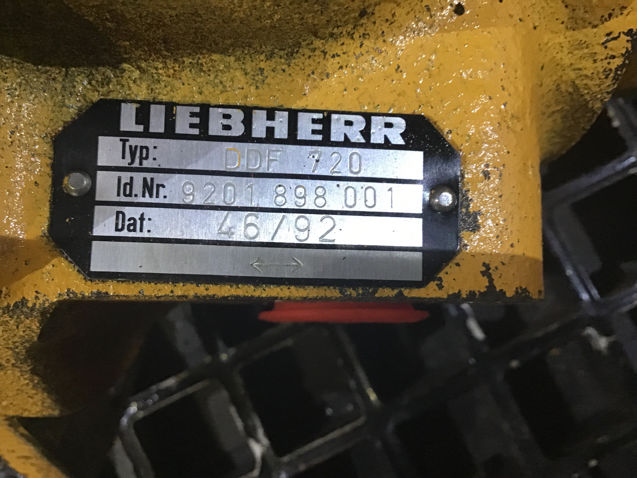 LIEBHERR
Typ: DDF 720
Id.Nr. 9201 898 001
Dat: 46/92
↔